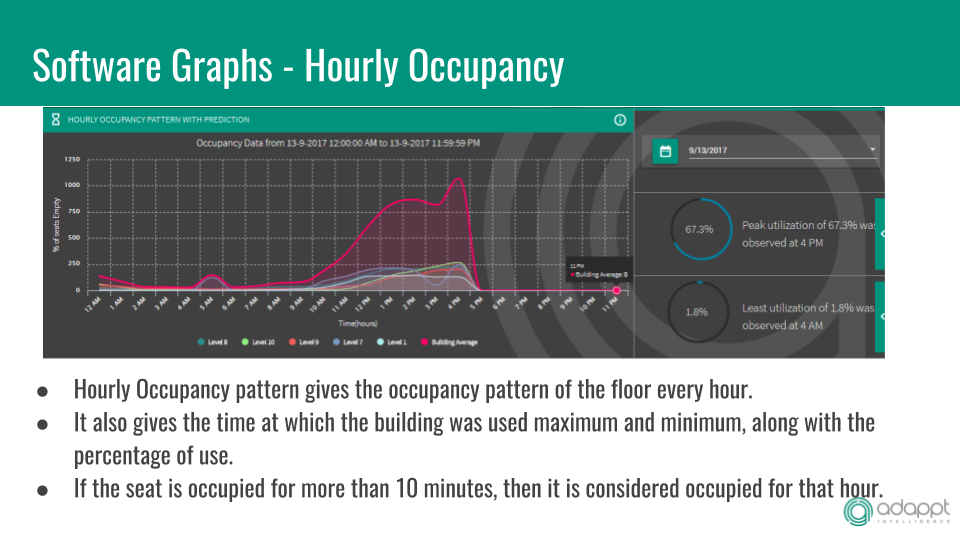 Software Graphs - Hourly Occupancy
HOURLY OCCUPANCY PATTERN WITH PREDICTION
Occupancy Data from 13-9-2017 12:00:00 AM to 13-9-2017 11:59:59 PM
% of seats Empty
1250
1000
750
500
250
0
12 AM 1 AM 2 AM 3 AM 4 AM 5 AM 6 AM 7 AM 8 AM 9 AM 10 AM 11 AM 12 PM 1 PM 2 PM 3 PM 4 PM 5 PM 6 PM 7 PM 8 PM 9 PM 10 PM 11 PM
Time(hours)
11 PM
Building Average: 0
Level 8 Level 10 Level 9 Level 7 Level 1 Building Average
9/13/2017
67.3%
Peak utilization of 67.3% was
observed at 4 PM
1.8%
Least utilization of 1.8% was
observed at 4 AM
● Hourly Occupancy pattern gives the occupancy pattern of the floor every hour.
● It also gives the time at which the building was used maximum and minimum, along with the
percentage of use.
● If the seat is occupied for more than 10 minutes, then it is considered occupied for that hour.
adappt
INTELLIGENCE